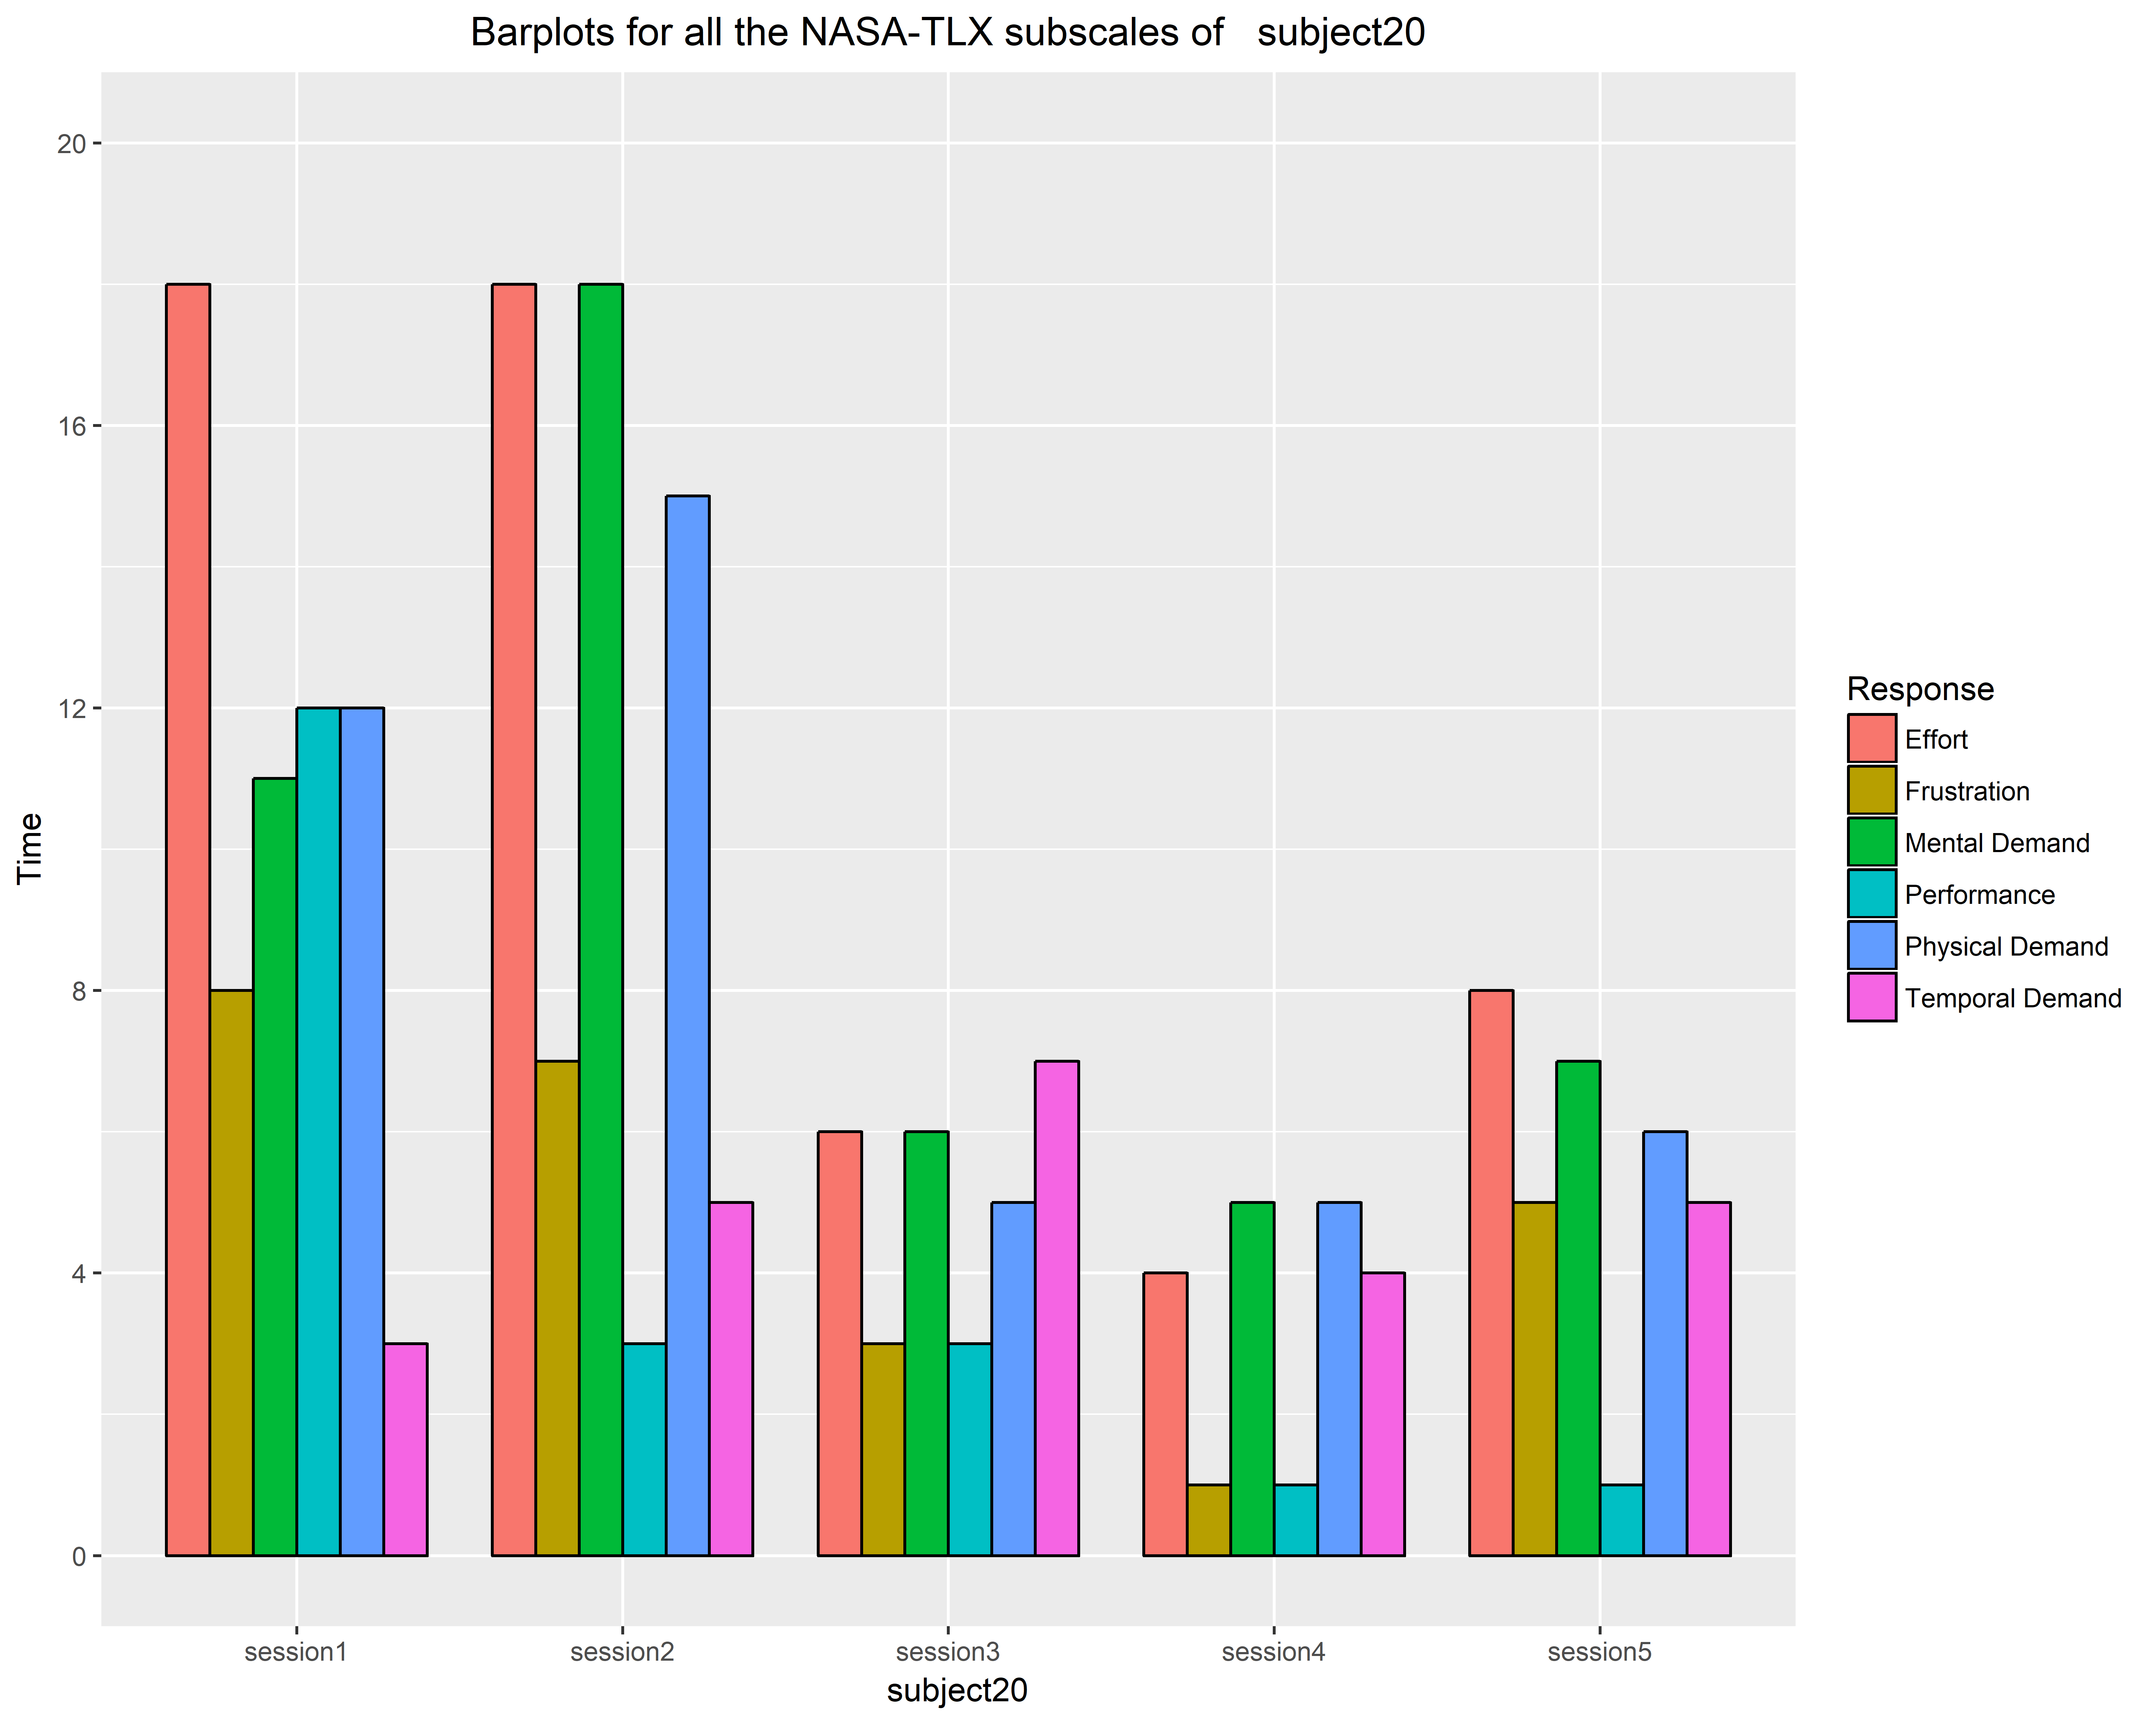 Barplots for all the NASA-TLX subscales of   subject20
Time
20
16
12
8
4
0
session1 session2 session3 session4 session5
subject20
Response
Effort
Frustration
Mental Demand
Performance
Physical Demand
Temporal Demand